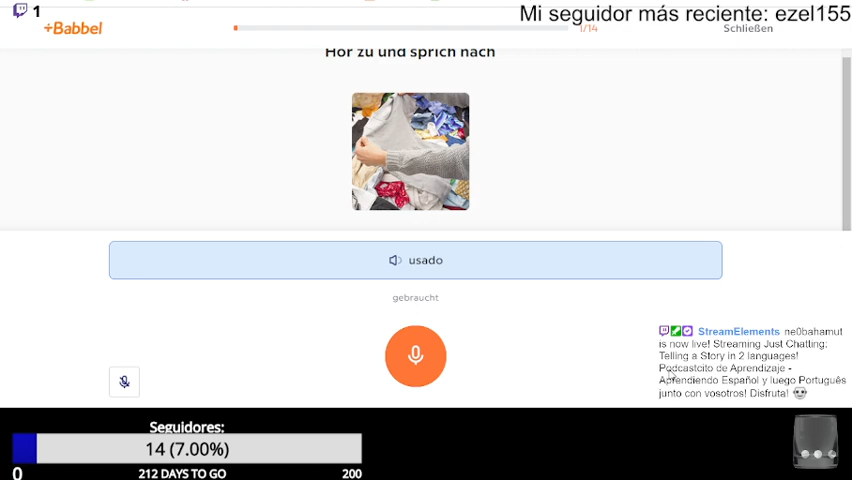 1
Mi seguidor más reciente: ezel155
÷Babbel
1/14
Schließen
Hör zu und sprich nach
usado
gebraucht
StreamElements ne0bahamut
is now live! Streaming Just Chatting:
Telling a Story in 2 languages!
Podcastcito de Aprendizaje -
Aprendiendo Español y luego Português
junto con vosotros! Disfruta!
Seguidores:
14 (7.00%)
0
212 DAYS TO GO
200